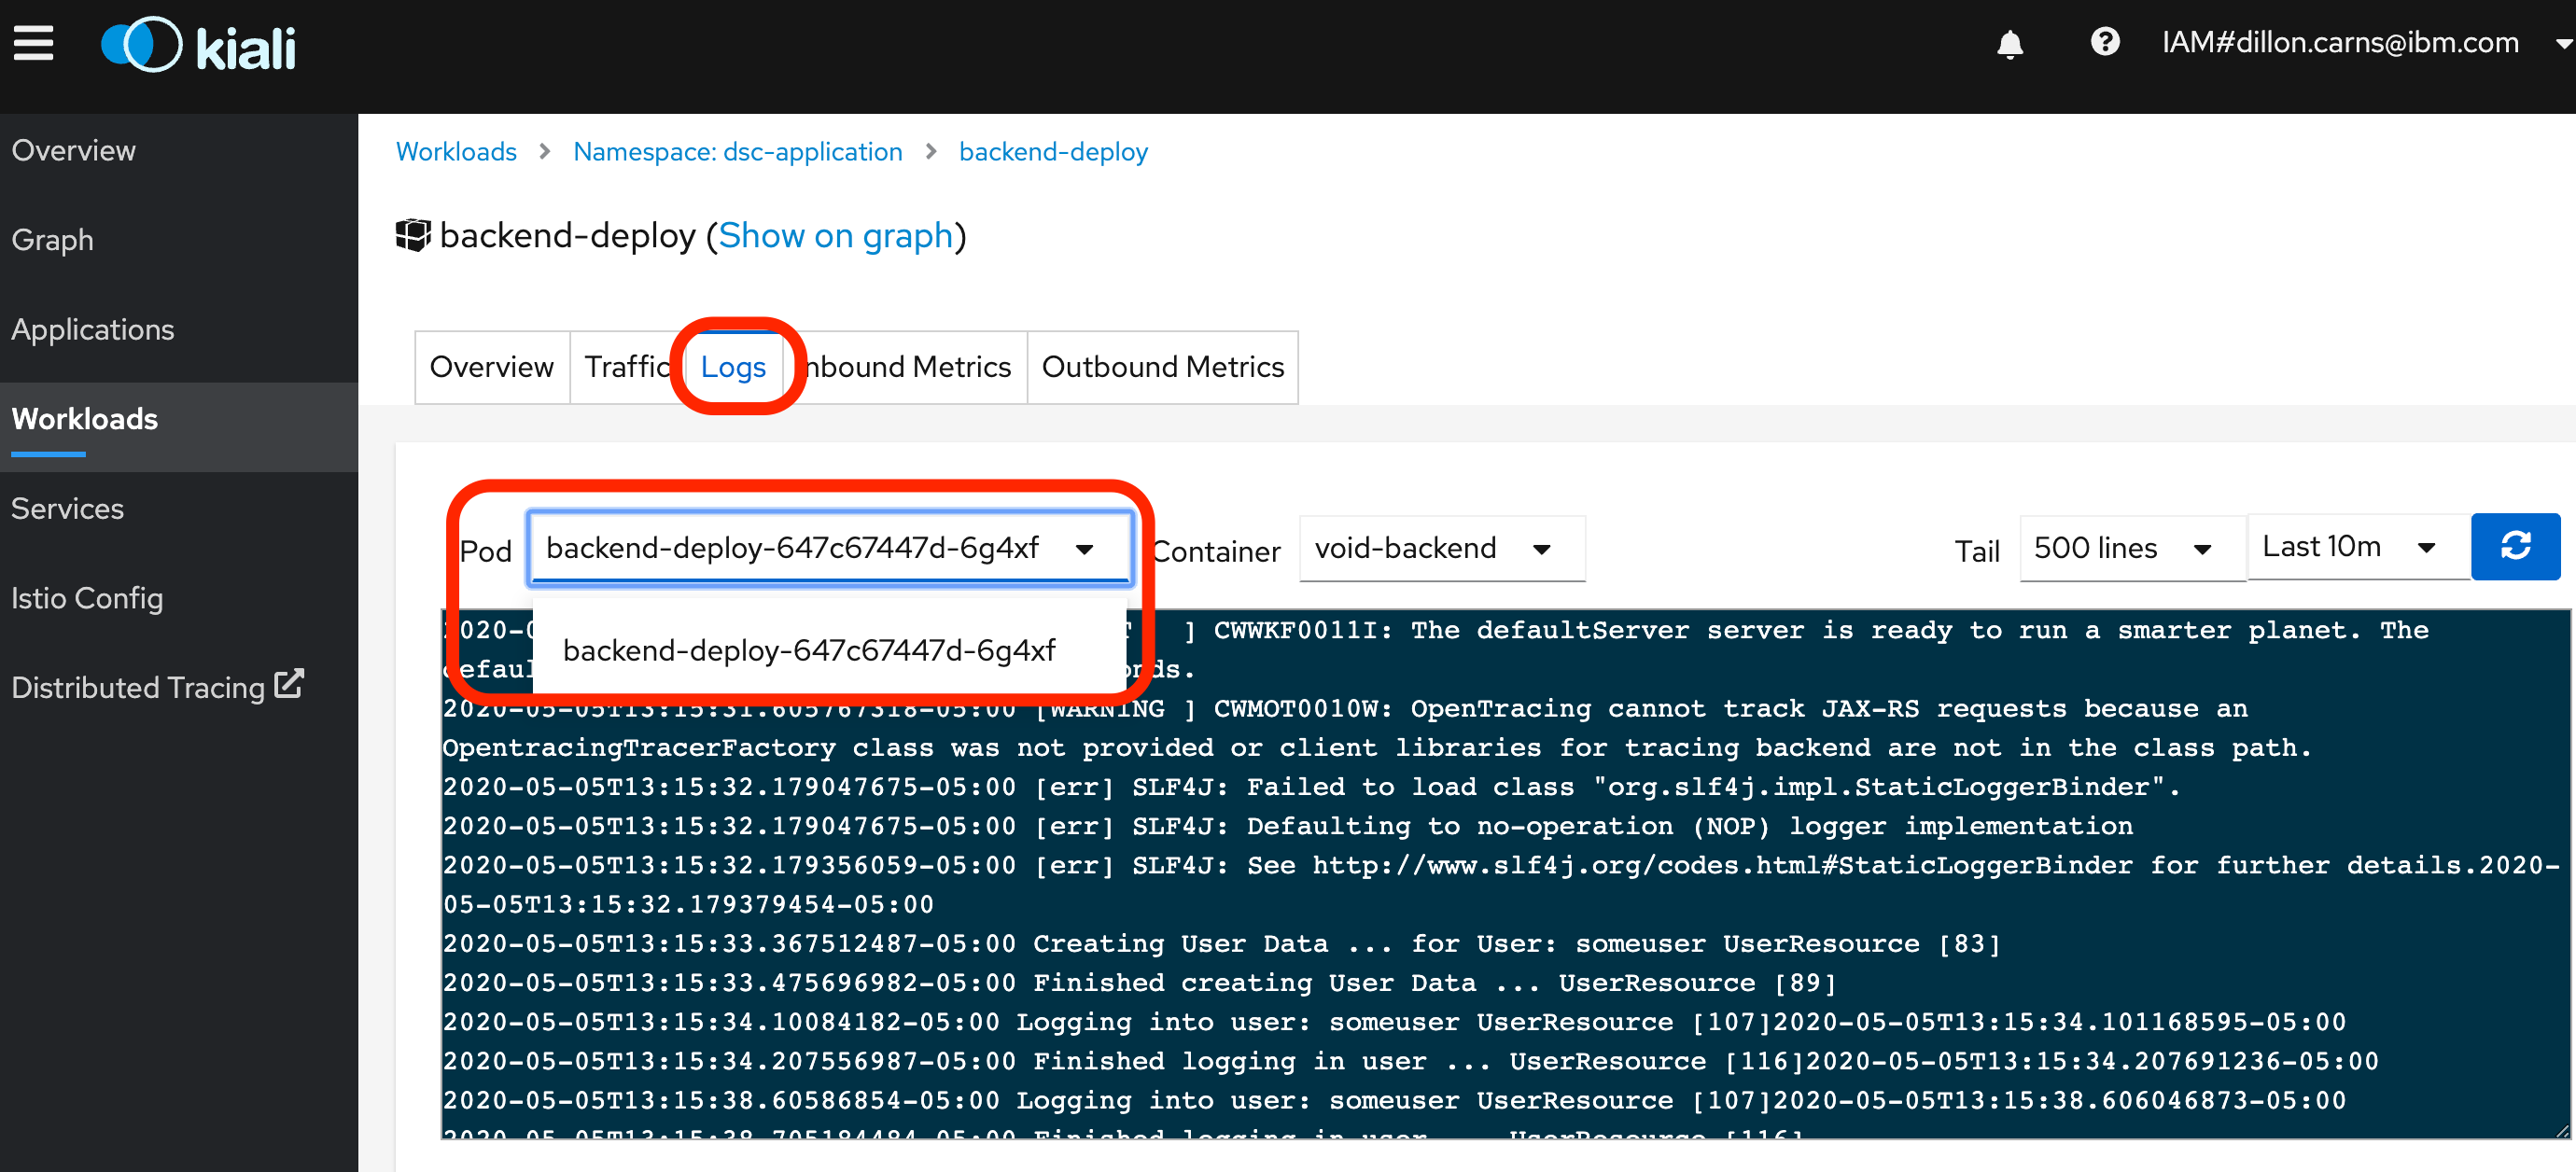 kiali
IAM#dillon.carns@ibm.com
Overview
Graph
Applications
Workloads
Services
Istio Config
Distributed Tracing
Workloads > Namespace: dsc-application > backend-deploy
backend-deploy (Show on graph)
Overview Traffic Logs nbound Metrics Outbound Metrics
Pod backend-deploy-647c67447d-6g4xf Container void-backend Tail 500 lines Last 10m
backend-deploy-647c67447d-6g4xf
] CWWKF0011I: The defaultServer server is ready to run a smarter planet. The
2020-05-05T13:15:31.605767318-05:00 [WARNING ] CWMOT0010W: OpenTracing cannot track JAX-RS requests because an
OpentracingTracerFactory class was not provided or client libraries for tracing backend are not in the class path.
2020-05-05T13:15:32.179047675-05:00 [err] SLF4J: Failed to load class "org.slf4j.impl.StaticLoggerBinder".
2020-05-05T13:15:32.179047675-05:00 [err] SLF4J: Defaulting to no-operation (NOP) logger implementation
2020-05-05T13:15:32.179356059-05:00 [err] SLF4J: See http://www.slf4j.org/codes.html#StaticLoggerBinder for further details.2020-
05-05T13:15:32.179379454-05:00
2020-05-05T13:15:33.367512487-05:00 Creating User Data ... for User: someuser UserResource [83]
2020-05-05T13:15:33.475696982-05:00 Finished creating User Data ... UserResource [89]
2020-05-05T13:15:34.10084182-05:00 Logging into user: someuser UserResource [107]2020-05-05T13:15:34.101168595-05:00
2020-05-05T13:15:34.207556987-05:00 Finished logging in user ... UserResource [116]2020-05-05T13:15:34.207691236-05:00
2020-05-05T13:15:38.60586854-05:00 Logging into user: someuser UserResource [107]2020-05-05T13:15:38.606046873-05:00
2020-05-05T13:15:38.705184484-05:00 Finished logging in user ... UserResource [116]